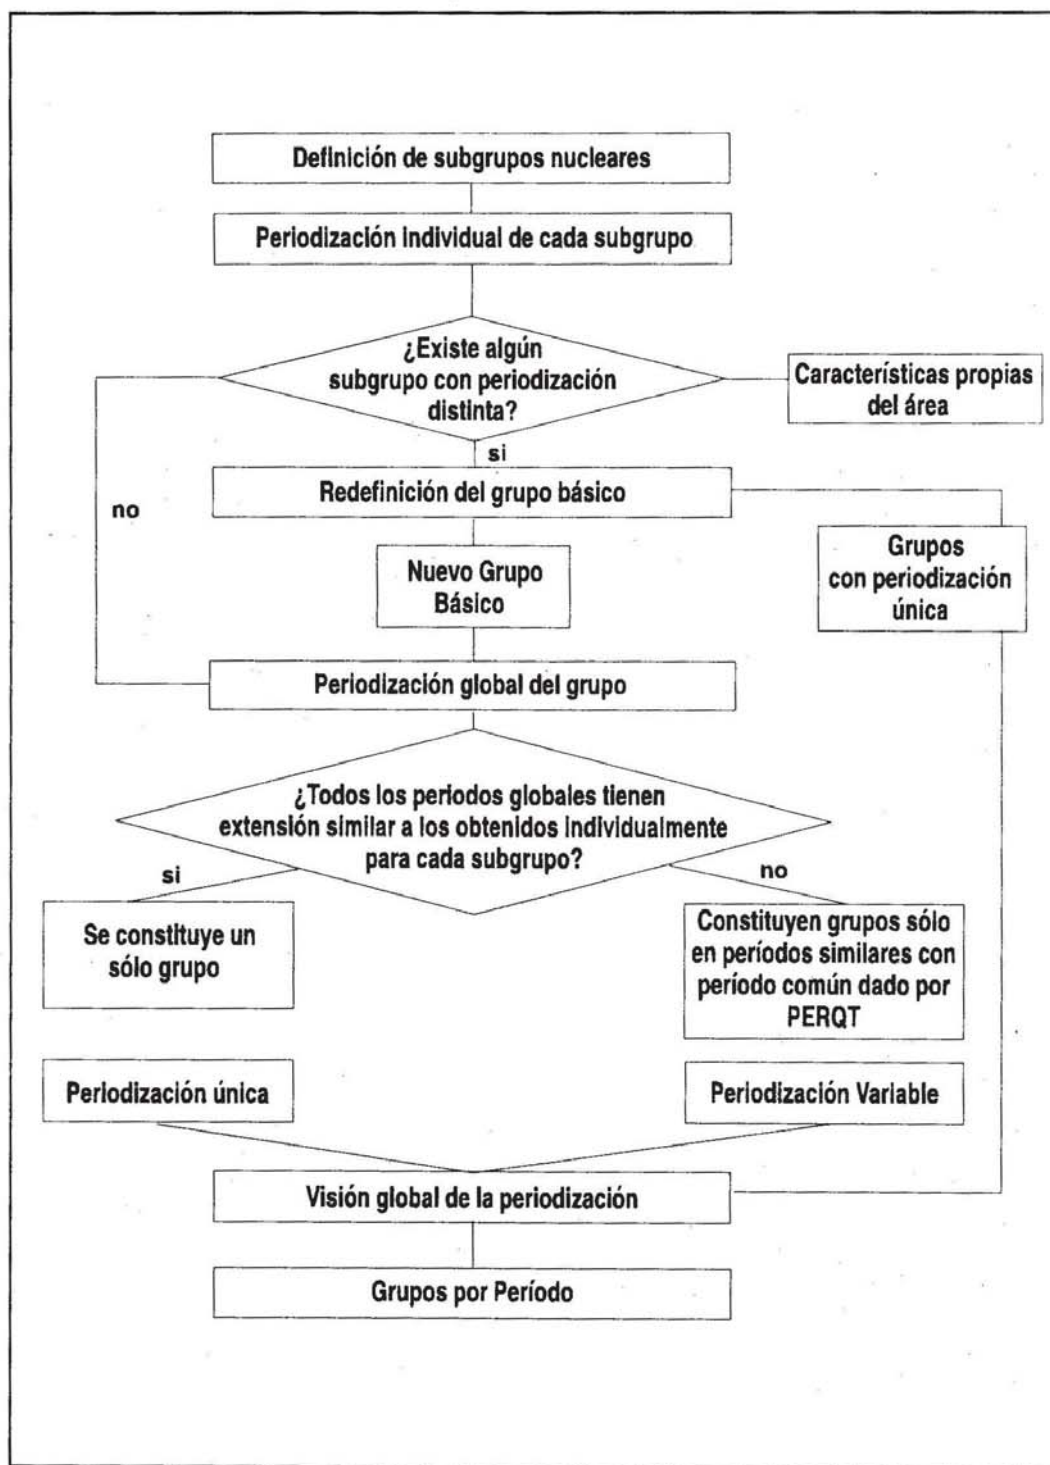 Definición de subgrupos nucleares
Periodización individual de cada subgrupo
¿Existe algún
subgrupo con periodización
distinta?
Características propias
del área
si
Redefinición del grupo básico
no
Grupos
con periodización
única
Nuevo Grupo
Básico
Periodización global del grupo
¿Todos los periodos globales tienen
extensión similar a los obtenidos individualmente
para cada subgrupo?
si
no
Se constituye un
sólo grupo
Constituyen grupos sólo
en períodos similares con
período común dado por
PERQT
Periodización única
Periodización Variable
Visión global de la periodización
Grupos por Período